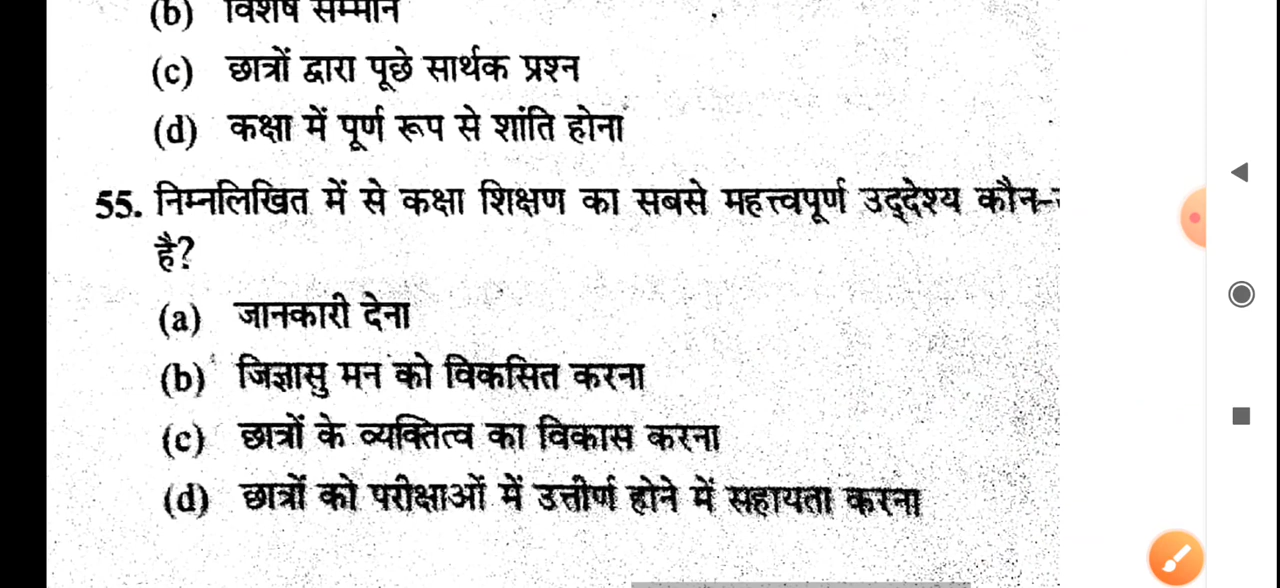 (b) विशेष सम्मान
(c) छात्रों द्वारा पूछे सार्थक प्रश्न
(d) कक्षा में पूर्ण रूप से शांति होना
55. निम्नलिखित में से कक्षा शिक्षण का सबसे महत्त्वपूर्ण उद्देश्य कौन-
है?
(a) जानकारी देना
(b) जिज्ञासु मन को विकसित करना
(c) छात्रों के व्यक्तित्व का विकास करना
(d) छात्रों को परीक्षाओं में उत्तीर्ण होने में सहायता करना